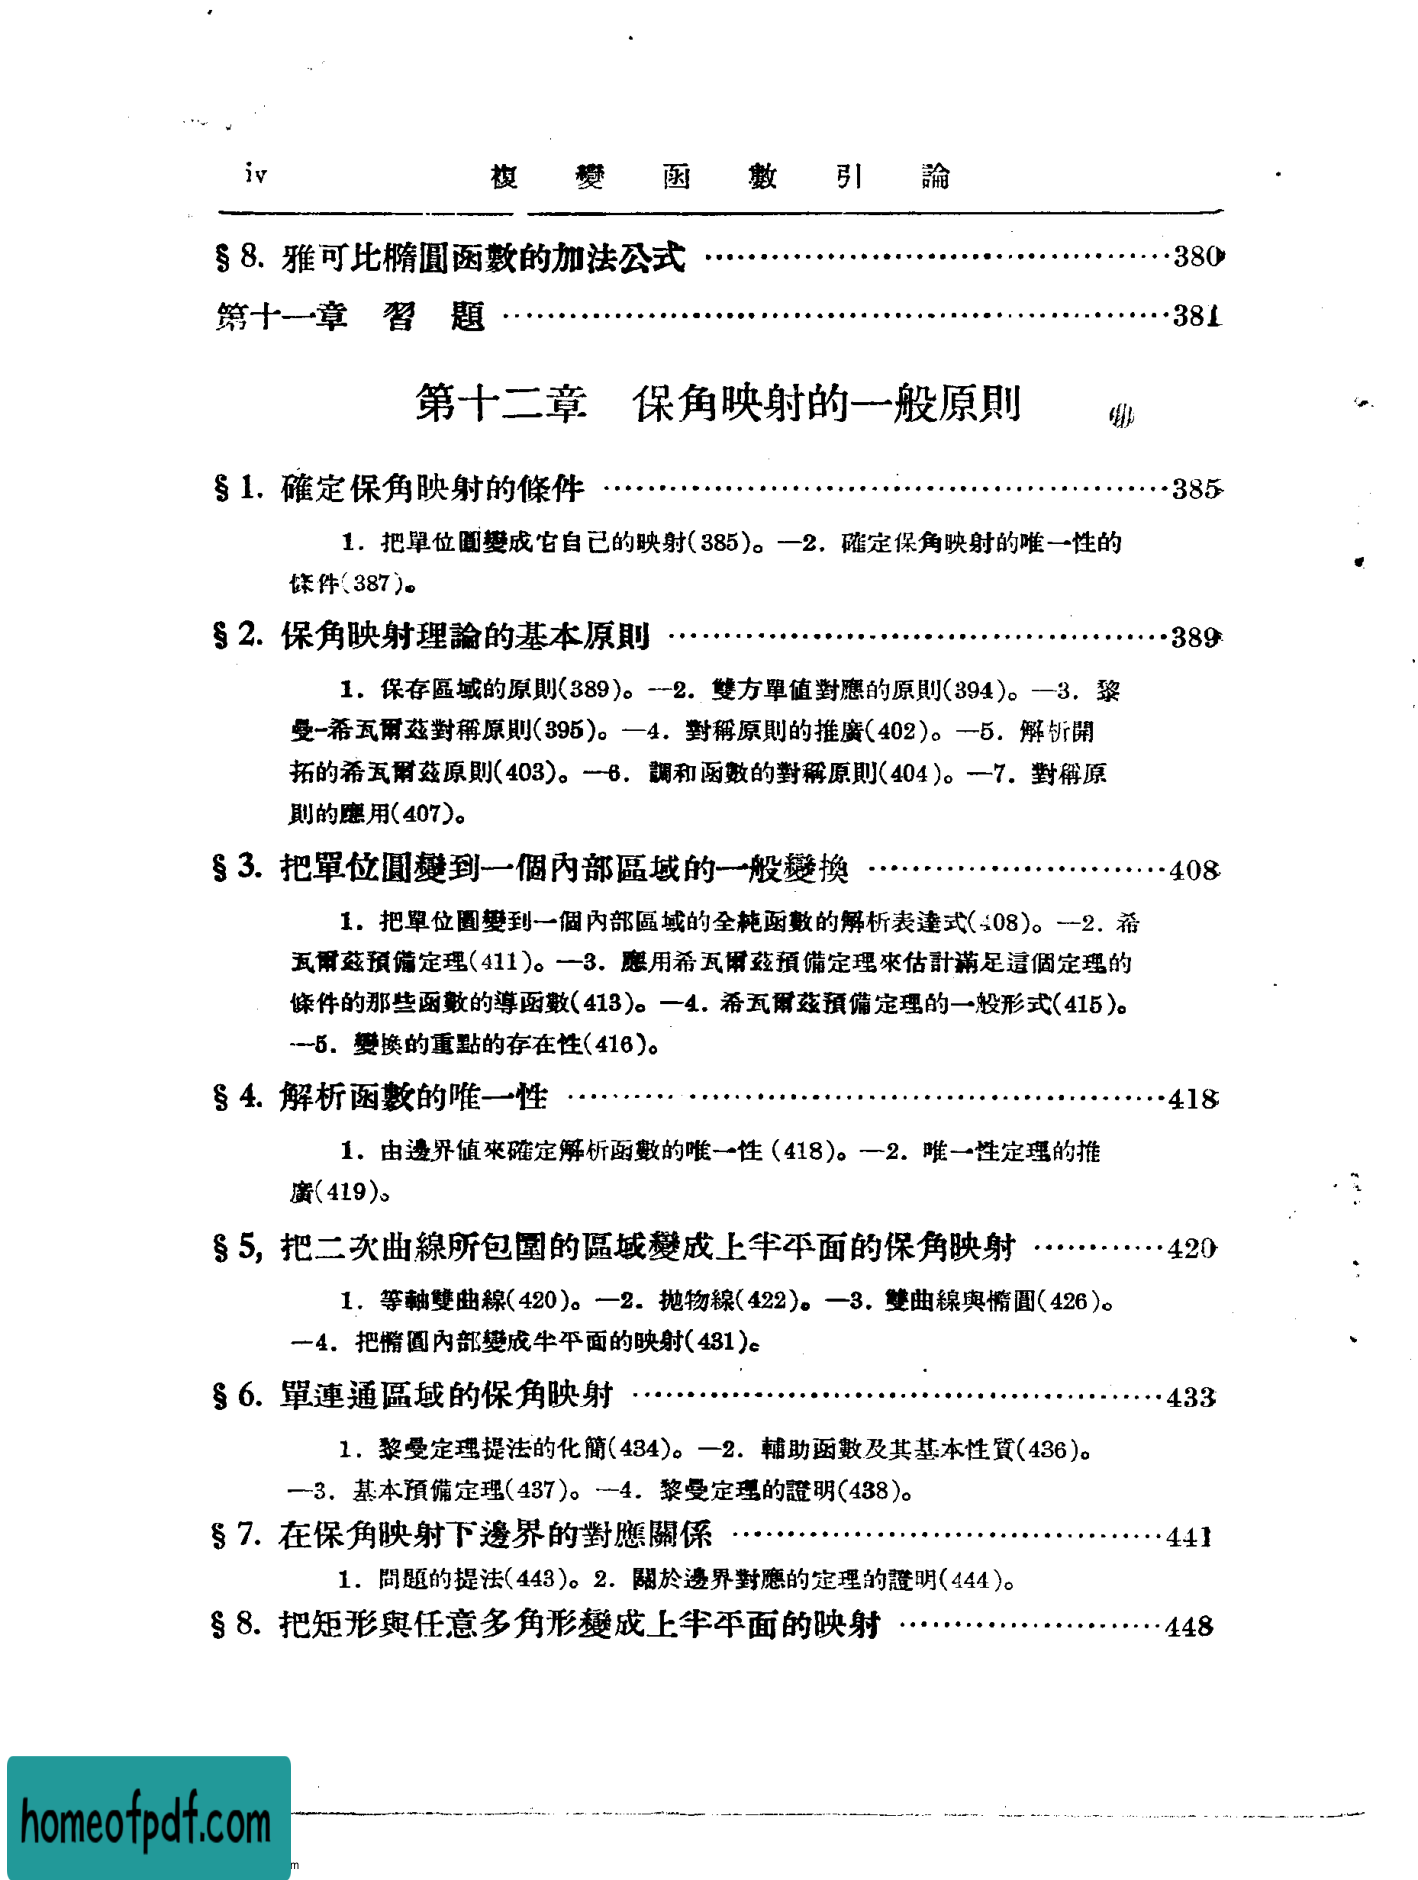 iv 複變函數引論
§ 8. 雅可比橢圓函數的加法公式 ……………………………………380
第十一章 習題 ……………………………………………………381
第十二章 保角映射的一般原則
§ 1. 確定保角映射的條件 ……………………………………………385
1. 把單位圓變成它自己的映射(385)。—2. 確定保角映射的唯一性的
條件(387)。
§ 2. 保角映射理論的基本原則 ………………………………………389
1. 保存區域的原則(389)。—2. 雙方單值對應的原則(394)。—3. 黎
曼-希瓦爾茲對稱原則(395)。—4. 對稱原則的推廣(402)。—5. 解析開
拓的希瓦爾茲原則(403)。—6. 調和函數的對稱原則(404)。—7. 對稱原
則的應用(407)。
§ 3. 把單位圓變到一個內部區域的一般變換 ………………………408
1. 把單位圓變到一個內部區域的全純函數的解析表達式(408)。—2. 希
瓦爾茲預備定理(411)。—3. 應用希瓦爾茲預備定理來估計滿足這個定理的
條件的那些函數的導函數(413)。—4. 希瓦爾茲預備定理的一般形式(415)。
—5. 變換的重點的存在性(416)。
§ 4. 解析函數的唯一性 ………………………………………………418
1. 由邊界值來確定解析函數的唯一性(418)。—2. 唯一性定理的推
廣(419)。
§ 5, 把二次曲線所包圍的區域變成上半平面的保角映射 …………420
1. 等軸雙曲線(420)。—2. 拋物線(422)。—3. 雙曲線與橢圓(426)。
—4. 把橢圓內部變成半平面的映射(431)。
§ 6. 單連通區域的保角映射 …………………………………………433
1. 黎曼定理提法的化簡(434)。—2. 輔助函數及其基本性質(436)。
—3. 基本預備定理(437)。—4. 黎曼定理的證明(438)。
§ 7. 在保角映射下邊界的對應關係 …………………………………441
1. 問題的提法(443)。2. 關於邊界對應的定理的證明(444)。
§ 8. 把矩形與任意多角形變成上半平面的映射 ……………………448
homeofpdf.com
m